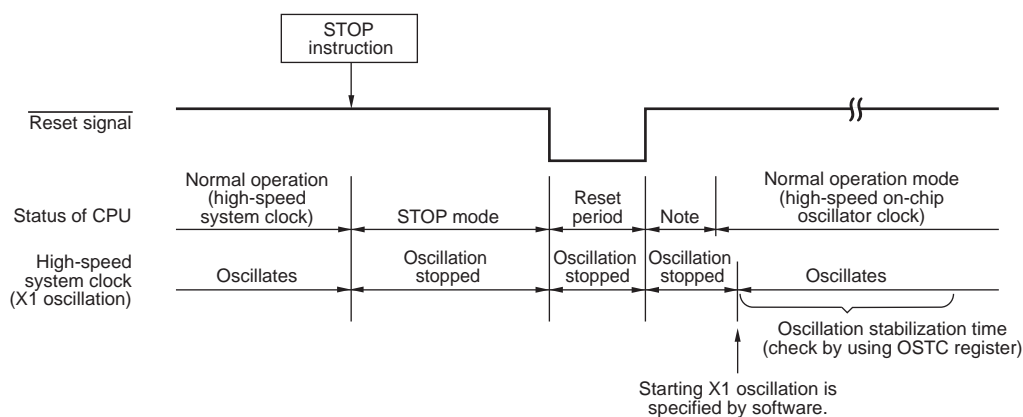 STOP
instruction
Reset signal
Normal operation
(high-speed
system clock)
Status of CPU
STOP mode
Reset
period
Note
Normal operation mode
(high-speed on-chip
oscillator clock)
High-speed
system clock
(X1 oscillation)
Oscillates
Oscillation
stopped
Oscillation
stopped
Oscillation
stopped
Oscillates
Oscillation stabilization time
(check by using OSTC register)
Starting X1 oscillation is
specified by software.